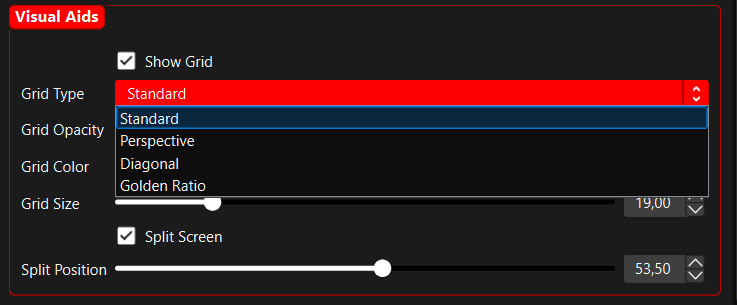 Visual Aids
Show Grid
Grid Type
Standard
Standard
Grid Opacity
Perspective
Diagonal
Grid Color
Golden Ratio
Grid Size
19,00
Split Screen
Split Position
53,50